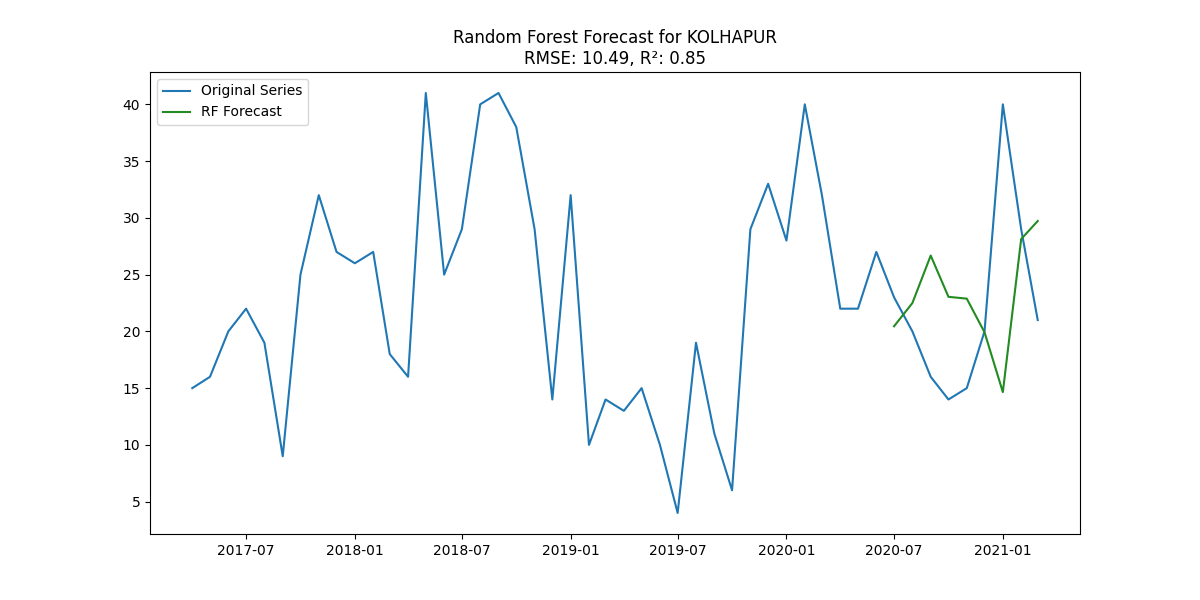 Random Forest Forecast for KOLHAPUR
RMSE: 10.49, R²: 0.85
Original Series
RF Forecast
40
35
30
25
20
15
10
5
2017-07 2018-01 2018-07 2019-01 2019-07 2020-01 2020-07 2021-01